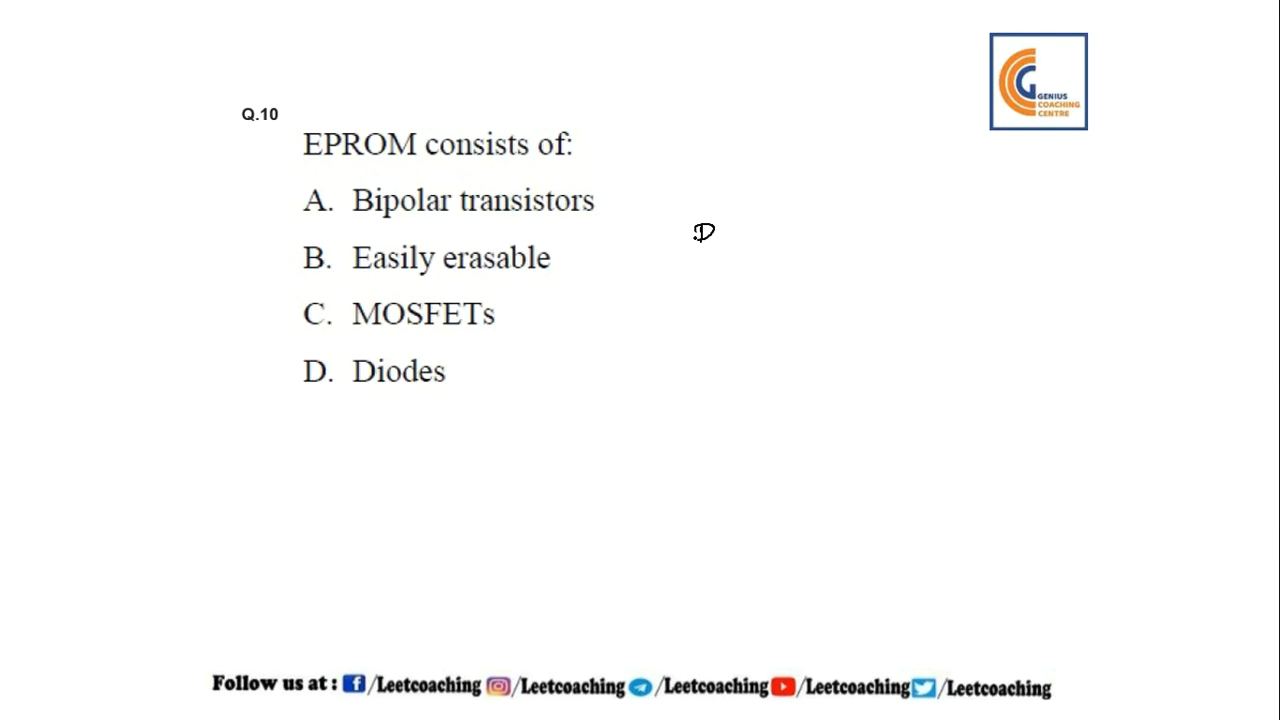 GENIUS
COACHING
CENTRE
Q.10
EPROM consists of:
A. Bipolar transistors
D
B. Easily erasable
C. MOSFETs
D. Diodes
Follow us at : /Leetcoaching /Leetcoaching /Leetcoaching /Leetcoaching /Leetcoaching